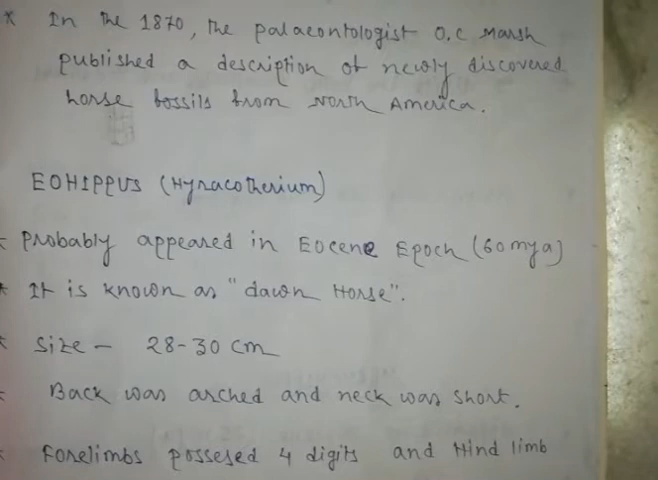 * In the 1870, the palaeontologist O.C Marsh
published a description of newly discovered
horse fossils from North America.
EOHIPPUS (Hyracotherium)
* Probably appeared in Eocene Epoch (60 mya)
* It is known as "dawn Horse".
* Size - 28-30 cm
* Back was arched and neck was short.
* Forelimbs possesed 4 digits and Hind limb